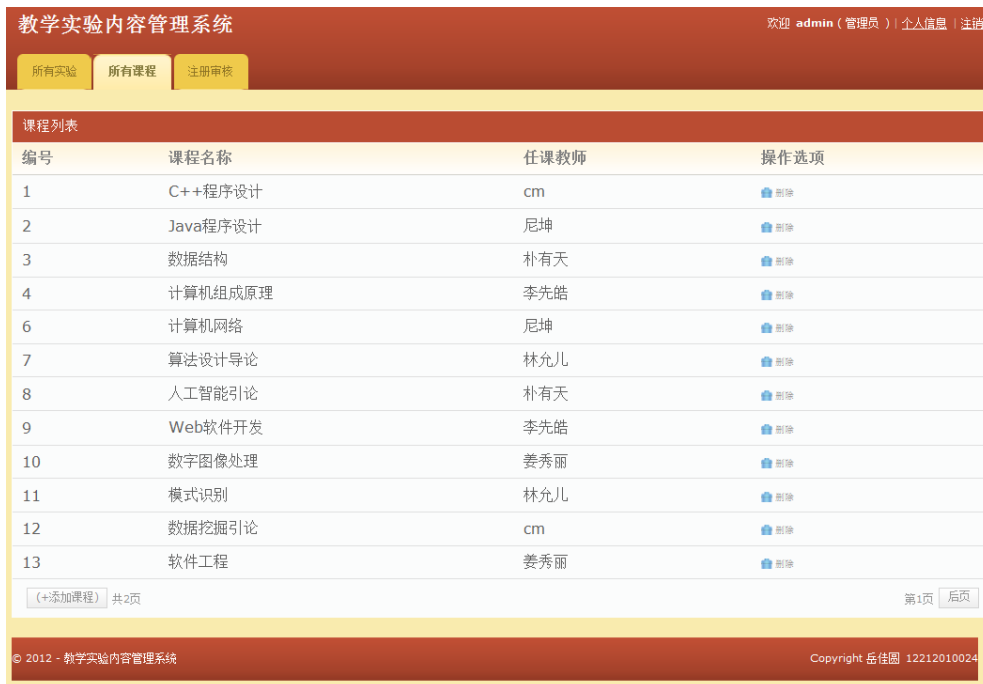 教学实验内容管理系统 欢迎 admin ( 管理员 ) | 个人信息 | 注销
所有实验 所有课程 注册审核
课程列表
编号 课程名称 任课教师 操作选项
1 C++程序设计 cm 删除
2 Java程序设计 尼坤 删除
3 数据结构 朴有天 删除
4 计算机组成原理 李先皓 删除
6 计算机网络 尼坤 删除
7 算法设计导论 林允儿 删除
8 人工智能引论 朴有天 删除
9 Web软件开发 李先皓 删除
10 数字图像处理 姜秀丽 删除
11 模式识别 林允儿 删除
12 数据挖掘引论 cm 删除
13 软件工程 姜秀丽 删除
(+添加课程) 共2页 第1页 后页
© 2012 - 教学实验内容管理系统 Copyright 岳佳圆 12212010024